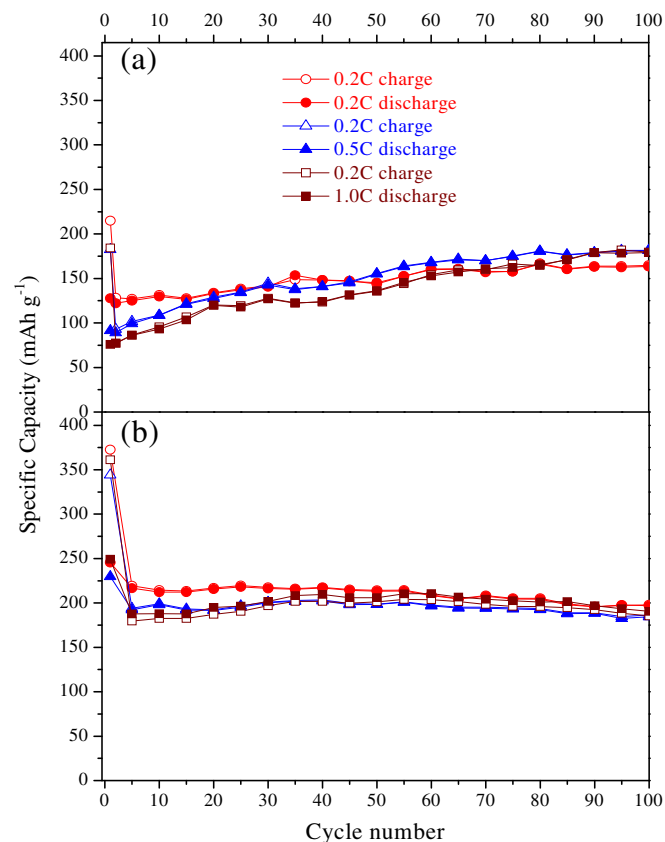 0 10 20 30 40 50 60 70 80 90 100
(a)
400
350
300
250
200
150
100
50
0
0.2C charge
0.2C discharge
0.2C charge
0.5C discharge
0.2C charge
1.0C discharge
Specific Capacity (mAh g⁻¹)
(b)
400
350
300
250
200
150
100
50
0
0 10 20 30 40 50 60 70 80 90 100
Cycle number